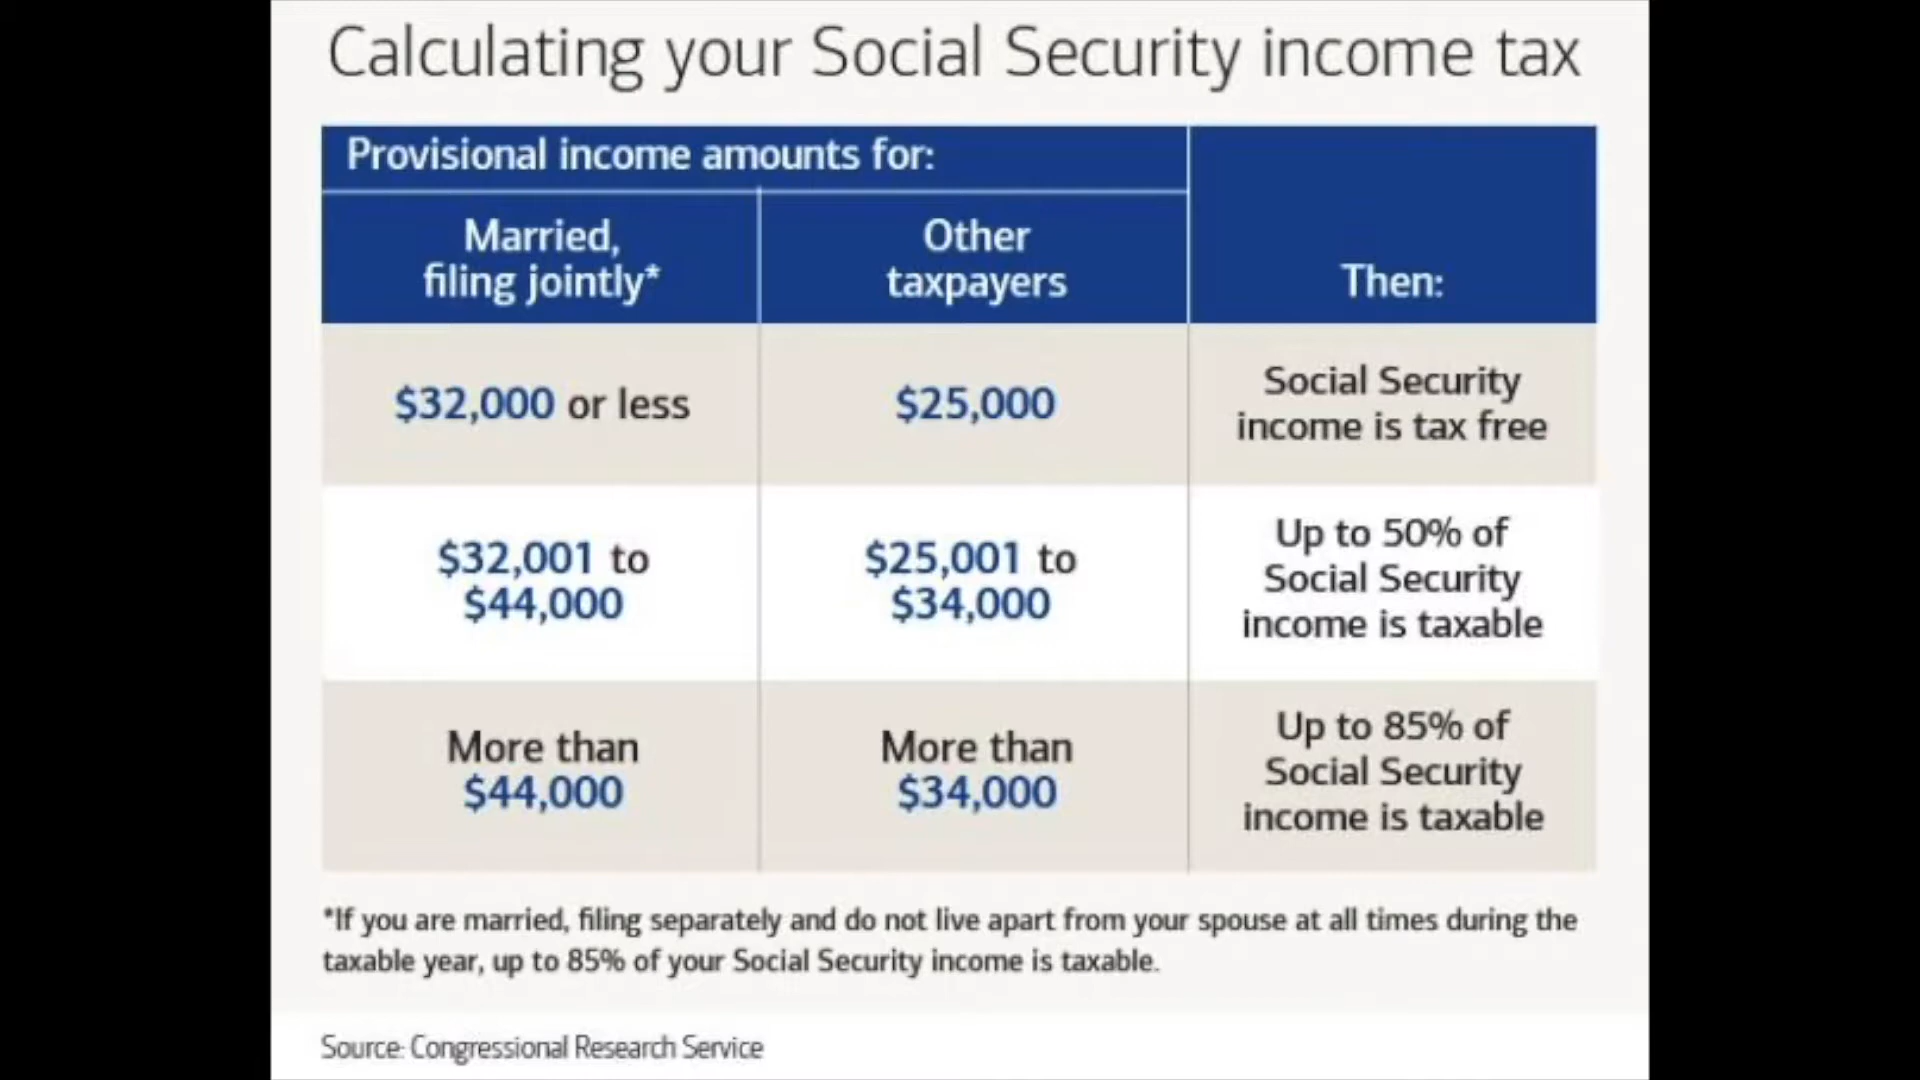 Calculating your Social Security income tax
Provisional income amounts for:
Married,
filing jointly*
Other
taxpayers
Then:
$32,000 or less
$25,000
Social Security
income is tax free
$32,001 to
$44,000
$25,001 to
$34,000
Up to 50% of
Social Security
income is taxable
More than
$44,000
More than
$34,000
Up to 85% of
Social Security
income is taxable
*If you are married, filing separately and do not live apart from your spouse at all times during the
taxable year, up to 85% of your Social Security income is taxable.
Source: Congressional Research Service